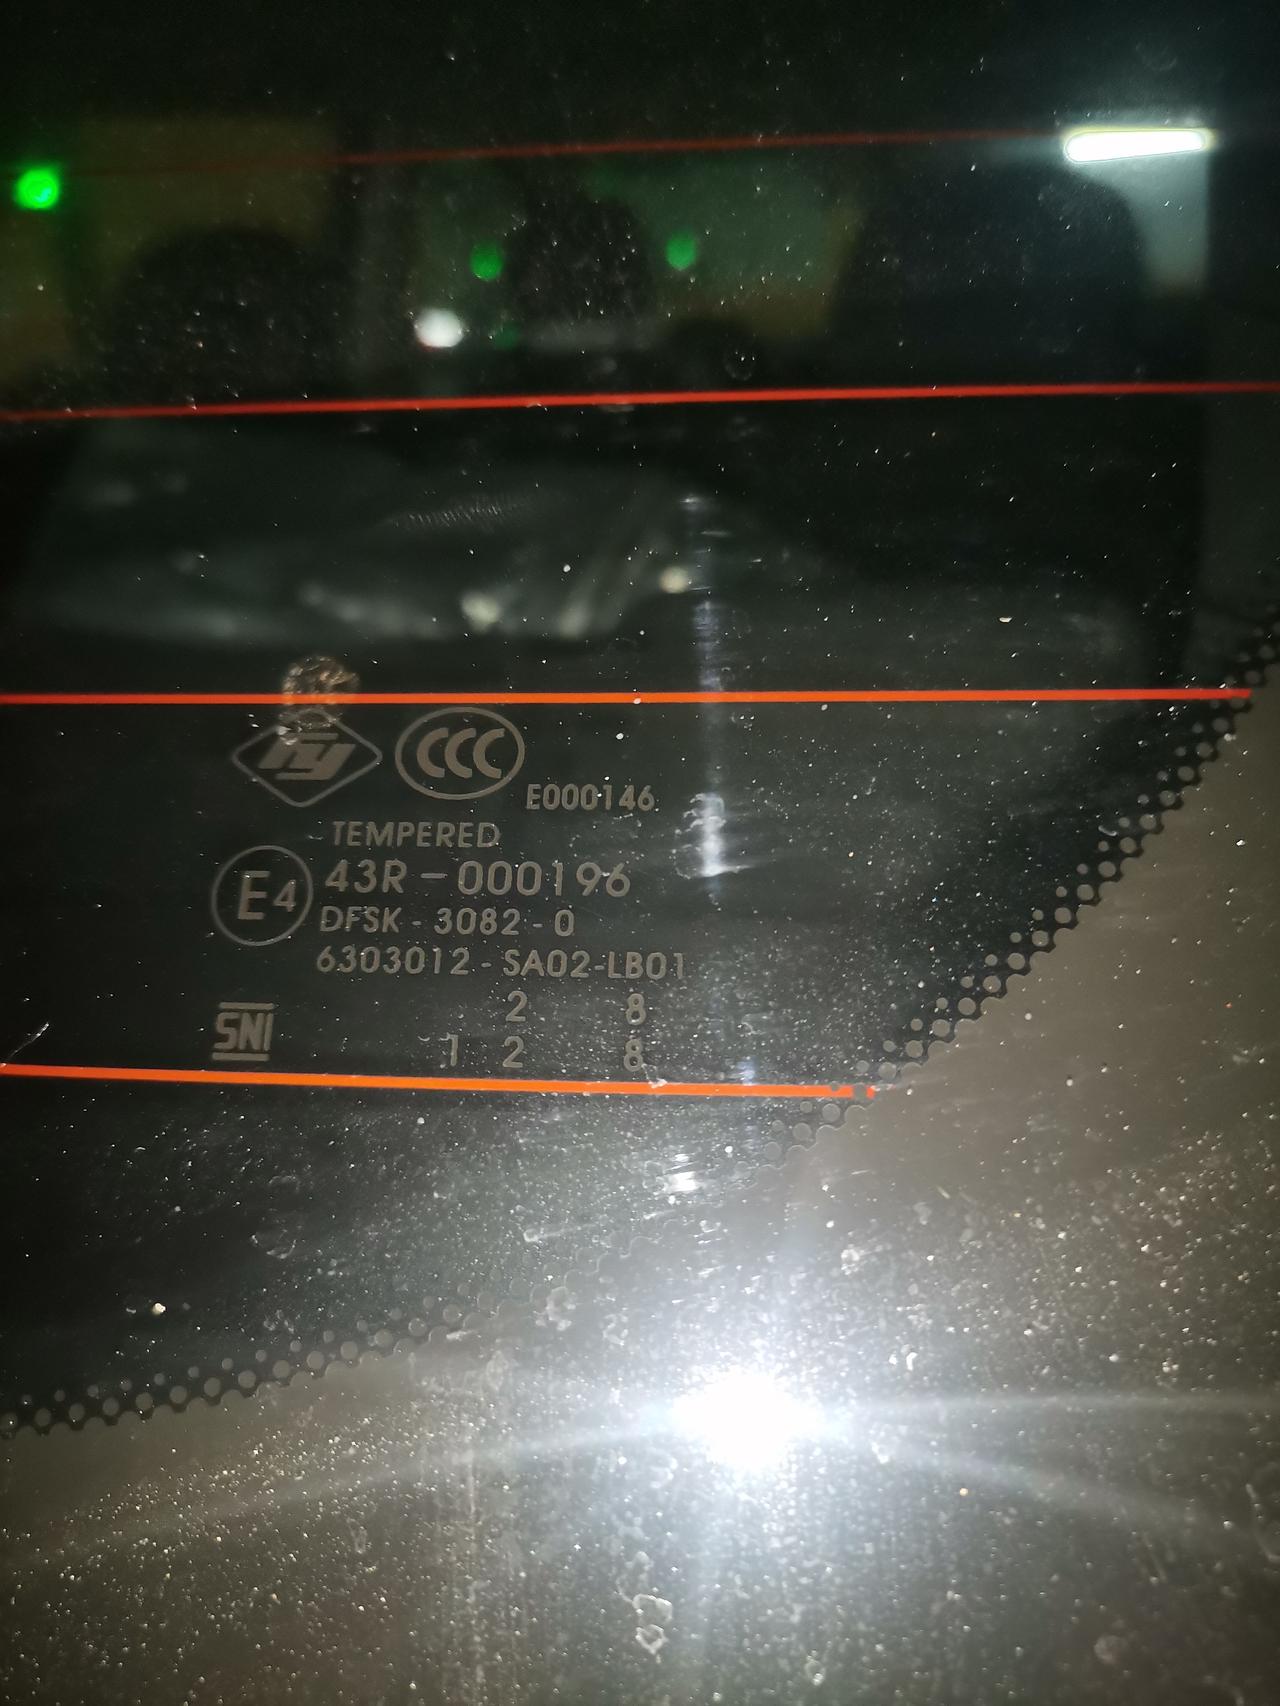 CCC
E000146
TEMPERED
E4 43R-000196
DFSK-3082-0
6303012-SA02-LB01
2 8
SNI 1 2 8